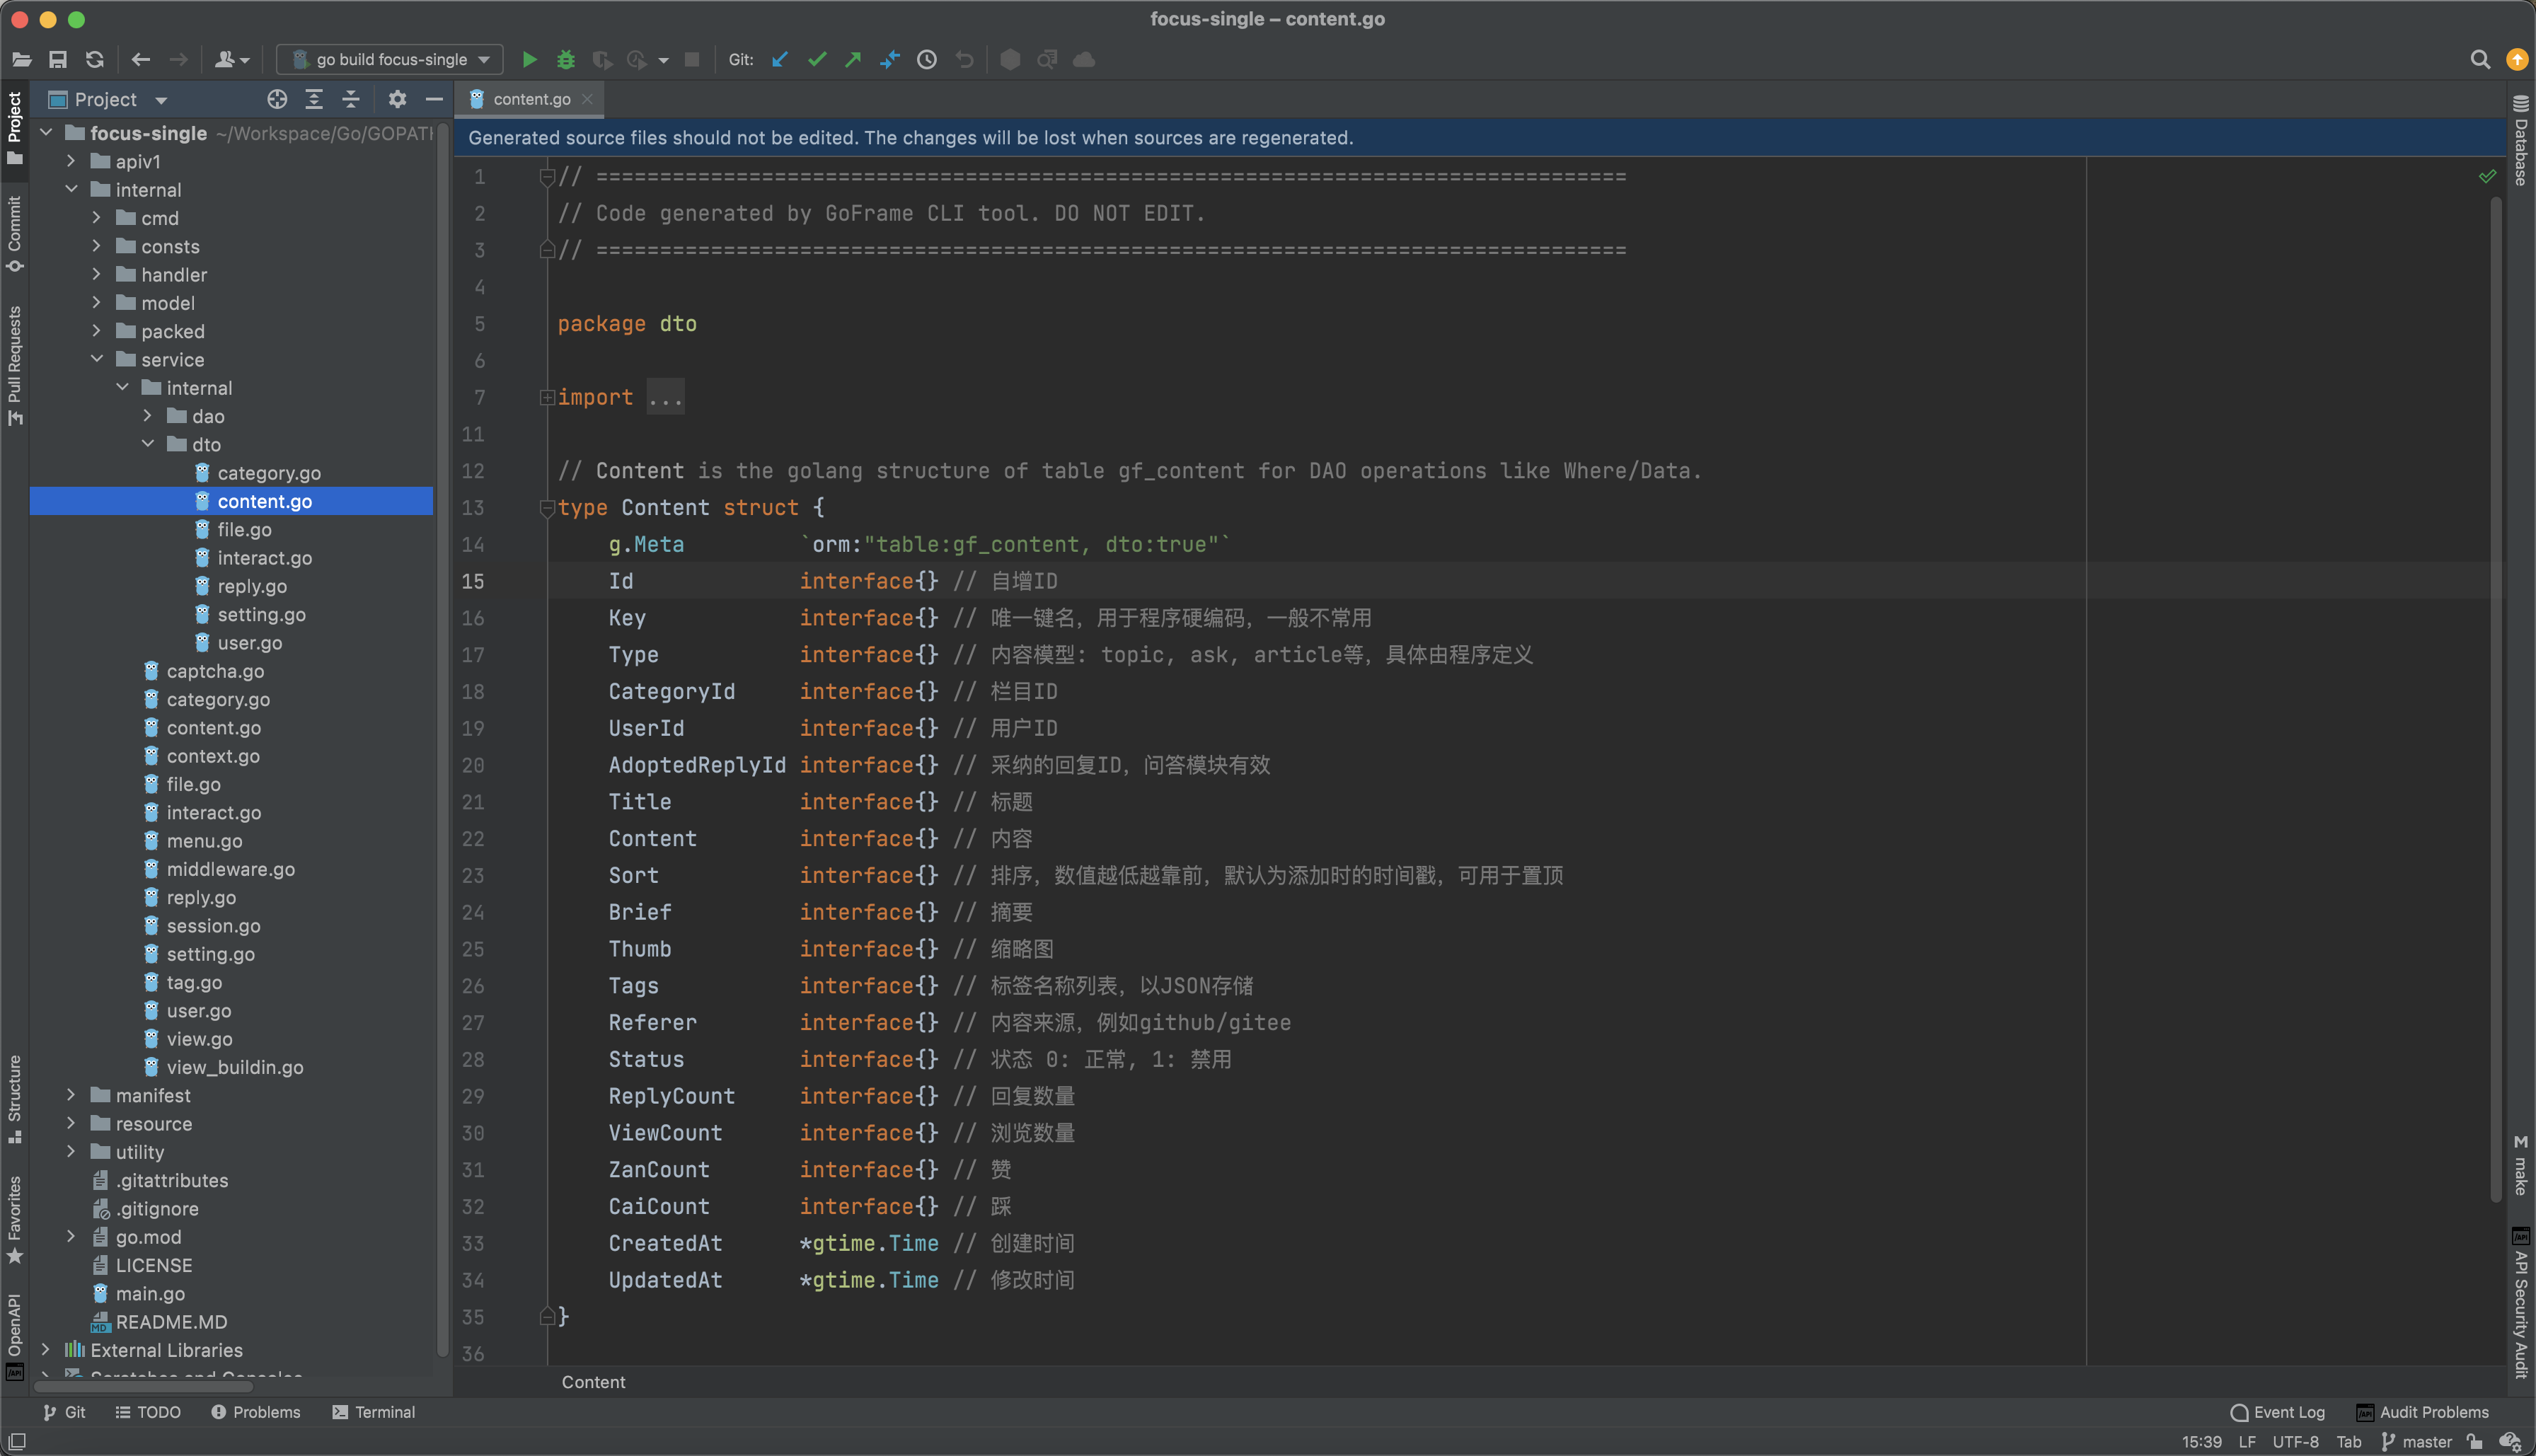 focus-single – content.go
go build focus-single
Git:
Project
content.go
Project
Commit
Pull Requests
Structure
Favorites
OpenAPI
focus-single ~/Workspace/Go/GOPATH
apiv1
internal
cmd
consts
handler
model
packed
service
internal
dao
dto
category.go
content.go
file.go
interact.go
reply.go
setting.go
user.go
captcha.go
category.go
content.go
context.go
file.go
interact.go
menu.go
middleware.go
reply.go
session.go
setting.go
tag.go
user.go
view.go
view_buildin.go
manifest
resource
utility
.gitattributes
.gitignore
go.mod
LICENSE
main.go
README.MD
External Libraries
Scratches and Consoles
Generated source files should not be edited. The changes will be lost when sources are regenerated.
1 // =================================================================================
2 // Code generated by GoFrame CLI tool. DO NOT EDIT.
3 // =================================================================================
4
5 package dto
6
7 import ...
11
12 // Content is the golang structure of table gf_content for DAO operations like Where/Data.
13 type Content struct {
14 g.Meta `orm:"table:gf_content, dto:true"`
15 Id interface{} // 自增ID
16 Key interface{} // 唯一键名，用于程序硬编码，一般不常用
17 Type interface{} // 内容模型: topic, ask, article等，具体由程序定义
18 CategoryId interface{} // 栏目ID
19 UserId interface{} // 用户ID
20 AdoptedReplyId interface{} // 采纳的回复ID，问答模块有效
21 Title interface{} // 标题
22 Content interface{} // 内容
23 Sort interface{} // 排序，数值越低越靠前，默认为添加时的时间戳，可用于置顶
24 Brief interface{} // 摘要
25 Thumb interface{} // 缩略图
26 Tags interface{} // 标签名称列表，以JSON存储
27 Referer interface{} // 内容来源，例如github/gitee
28 Status interface{} // 状态 0: 正常, 1: 禁用
29 ReplyCount interface{} // 回复数量
30 ViewCount interface{} // 浏览数量
31 ZanCount interface{} // 赞
32 CaiCount interface{} // 踩
33 CreatedAt *gtime.Time // 创建时间
34 UpdatedAt *gtime.Time // 修改时间
35 }
36
Content
Database
make
API Security Audit
Git
TODO
Problems
Terminal
Event Log
Audit Problems
15:39 LF UTF-8 Tab master